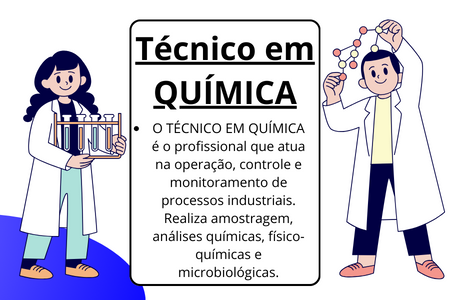 Técnico em
QUÍMICA
• O TÉCNICO EM QUÍMICA
é o profissional que atua
na operação, controle e
monitoramento de
processos industriais.
Realiza amostragem,
análises químicas, físico-
químicas e
microbiológicas.